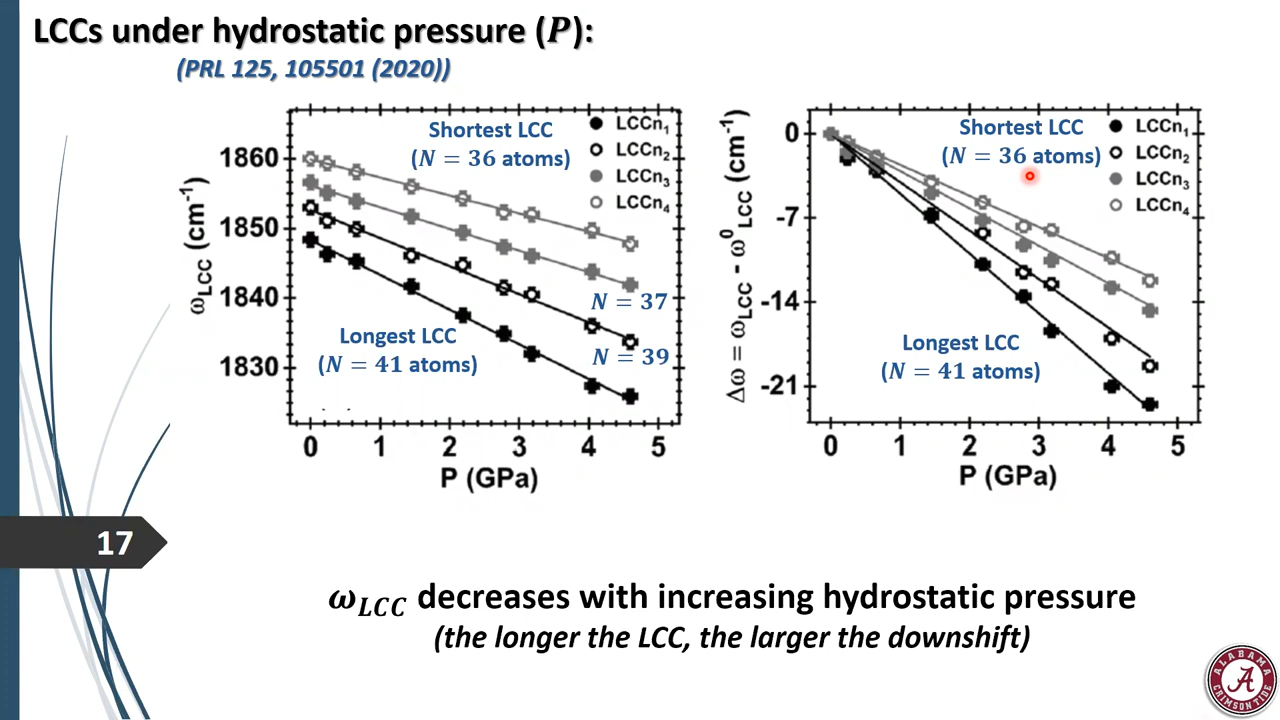 LCCs under hydrostatic pressure (P):
(PRL 125, 105501 (2020))
ω_LCC (cm⁻¹)
1860
1850
1840
1830
Shortest LCC
(N = 36 atoms)
LCCn₁
LCCn₂
LCCn₃
LCCn₄
N = 37
N = 39
Longest LCC
(N = 41 atoms)
0 1 2 3 4 5
P (GPa)
Δω = ω_LCC - ω⁰_LCC (cm⁻¹)
0
-7
-14
-21
Shortest LCC
(N = 36 atoms)
LCCn₁
LCCn₂
LCCn₃
LCCn₄
Longest LCC
(N = 41 atoms)
0 1 2 3 4 5
P (GPa)
17
ω_LCC decreases with increasing hydrostatic pressure
(the longer the LCC, the larger the downshift)
ALABAMA
A
CRIMSON TIDE